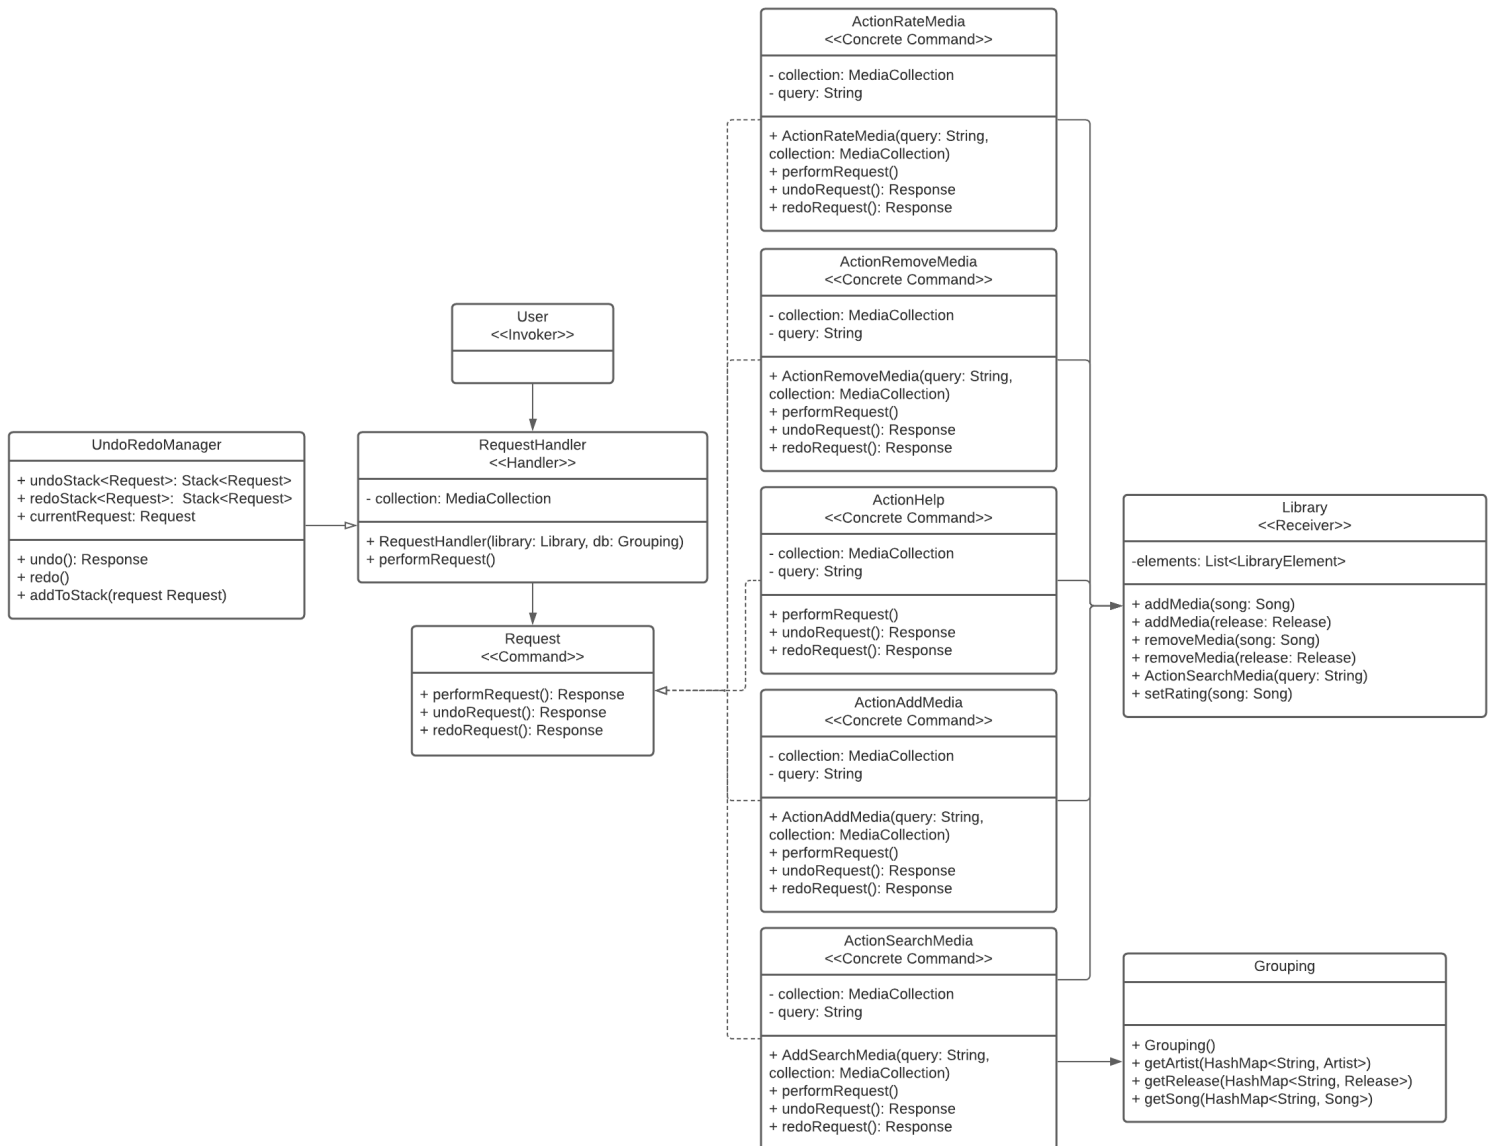 ActionRateMedia
<<Concrete Command>>
- collection: MediaCollection
- query: String
+ ActionRateMedia(query: String,
collection: MediaCollection)
+ performRequest()
+ undoRequest(): Response
+ redoRequest(): Response
ActionRemoveMedia
<<Concrete Command>>
- collection: MediaCollection
- query: String
+ ActionRemoveMedia(query: String,
collection: MediaCollection)
+ performRequest()
+ undoRequest(): Response
+ redoRequest(): Response
User
<<Invoker>>
UndoRedoManager
+ undoStack<Request>: Stack<Request>
+ redoStack<Request>:  Stack<Request>
+ currentRequest: Request
+ undo(): Response
+ redo()
+ addToStack(request Request)
RequestHandler
<<Handler>>
- collection: MediaCollection
+ RequestHandler(library: Library, db: Grouping)
+ performRequest()
Request
<<Command>>
+ performRequest(): Response
+ undoRequest(): Response
+ redoRequest(): Response
ActionHelp
<<Concrete Command>>
- collection: MediaCollection
- query: String
+ performRequest()
+ undoRequest(): Response
+ redoRequest(): Response
Library
<<Receiver>>
-elements: List<LibraryElement>
+ addMedia(song: Song)
+ addMedia(release: Release)
+ removeMedia(song: Song)
+ removeMedia(release: Release)
+ ActionSearchMedia(query: String)
+ setRating(song: Song)
ActionAddMedia
<<Concrete Command>>
- collection: MediaCollection
- query: String
+ ActionAddMedia(query: String,
collection: MediaCollection)
+ performRequest()
+ undoRequest(): Response
+ redoRequest(): Response
ActionSearchMedia
<<Concrete Command>>
- collection: MediaCollection
- query: String
+ AddSearchMedia(query: String,
collection: MediaCollection)
+ performRequest()
+ undoRequest(): Response
+ redoRequest(): Response
Grouping
+ Grouping()
+ getArtist(HashMap<String, Artist>)
+ getRelease(HashMap<String, Release>)
+ getSong(HashMap<String, Song>)